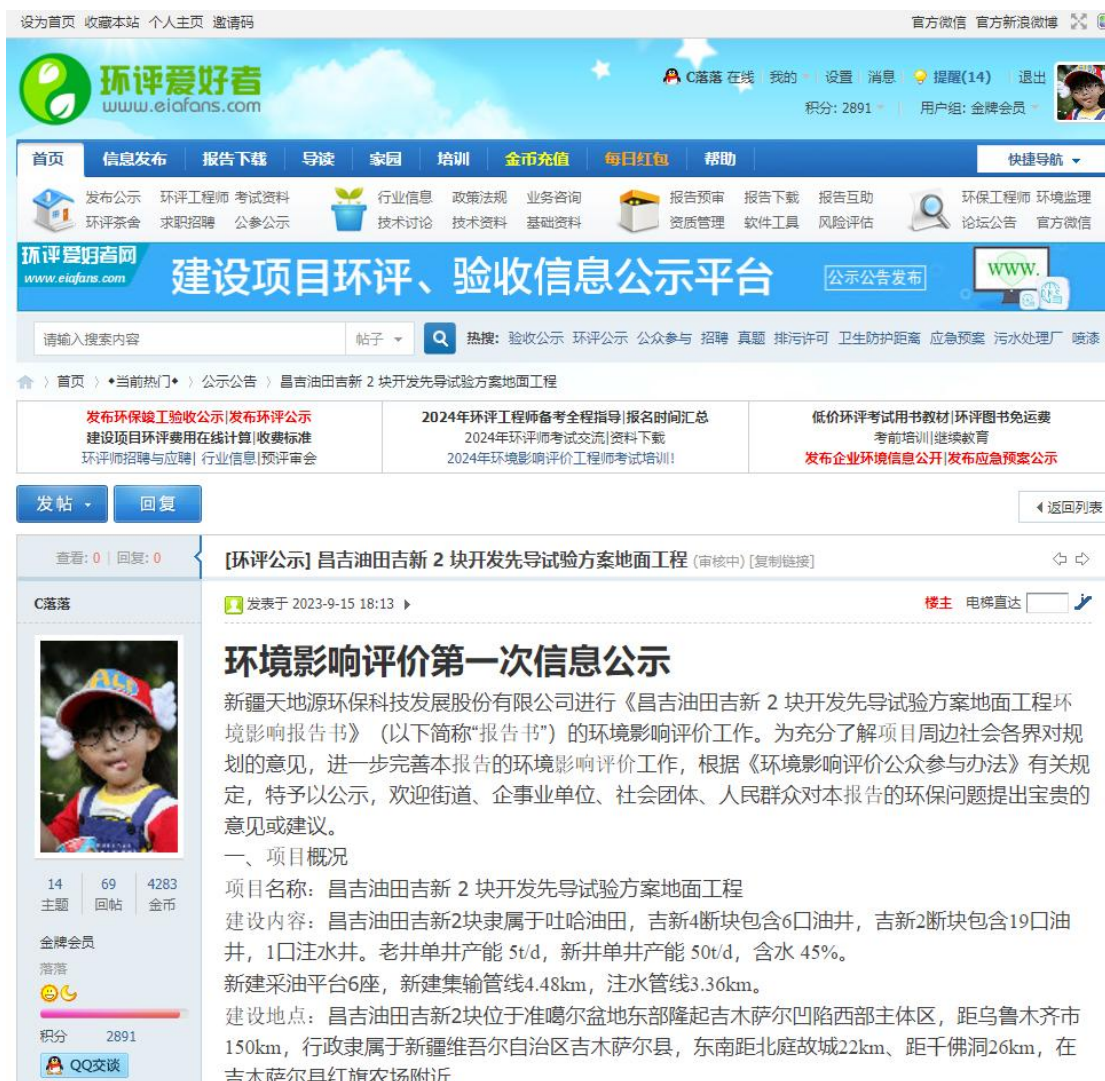 设为首页 收藏本站 个人主页 邀请码
官方微信 官方新浪微博
环评爱好者
www.eiafans.com
C落落 在线 我的 设置 消息 提醒(14) 退出
积分: 2891 用户组: 金牌会员
首页 信息发布 报告下载 导读 家园 培训 金币充值 每日红包 帮助 快捷导航
发布公示 环评工程师 考试资料 行业信息 政策法规 业务咨询 报告预审 报告下载 报告互助 环保工程师 环境监理
环评茶舍 求职招聘 公参公示 技术讨论 技术资料 基础资料 资质管理 软件工具 风险评估 论坛公告 官方微信
环评爱好者网
www.eiafans.com
建设项目环评、验收信息公示平台
公示公告发布
www.
请输入搜索内容 帖子 热搜: 验收公示 环评公示 公众参与 招聘 真题 排污许可 卫生防护距离 应急预案 污水处理厂 喷漆
首页 ◆当前热门◆ 公示公告 昌吉油田吉新 2 块开发先导试验方案地面工程
发布环保竣工验收公示|发布环评公示 2024年环评工程师备考全程指导|报名时间汇总 低价环评考试用书教材|环评图书免运费
建设项目环评费用在线计算|收费标准 2024年环评师考试交流|资料下载 考前培训|继续教育
环评师招聘与应聘| 行业信息|预评审会 2024年环境影响评价工程师考试培训! 发布企业环境信息公开|发布应急预案公示
发帖 回复 返回列表
查看: 0 | 回复: 0
[环评公示] 昌吉油田吉新 2 块开发先导试验方案地面工程 (审核中) [复制链接]
C落落
发表于 2023-9-15 18:13
楼主 电梯直达
环境影响评价第一次信息公示
新疆天地源环保科技发展股份有限公司进行《昌吉油田吉新 2 块开发先导试验方案地面工程环
境影响报告书》（以下简称“报告书”）的环境影响评价工作。为充分了解项目周边社会各界对规
划的意见，进一步完善本报告的环境影响评价工作，根据《环境影响评价公众参与办法》有关规
定，特予以公示，欢迎街道、企事业单位、社会团体、人民群众对本报告的环保问题提出宝贵的
意见或建议。
一、项目概况
项目名称：昌吉油田吉新 2 块开发先导试验方案地面工程
建设内容：昌吉油田吉新2块隶属于吐哈油田，吉新4断块包含6口油井，吉新2断块包含19口油
井，1口注水井。老井单井产能 5t/d，新井单井产能 50t/d，含水 45%。
新建采油平台6座，新建集输管线4.48km，注水管线3.36km。
建设地点：昌吉油田吉新2块位于准噶尔盆地东部隆起吉木萨尔凹陷西部主体区，距乌鲁木齐市
150km，行政隶属于新疆维吾尔自治区吉木萨尔县，东南距北庭故城22km、距千佛洞26km，在
吉木萨尔县红旗农场附近
14 69 4283
主题 回帖 金币
金牌会员
落落
积分 2891
QQ交谈